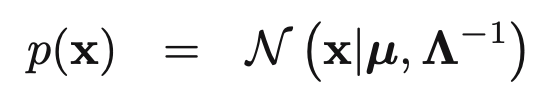 p(𝐱) = 𝒩(𝐱|𝝁, 𝚲⁻¹)